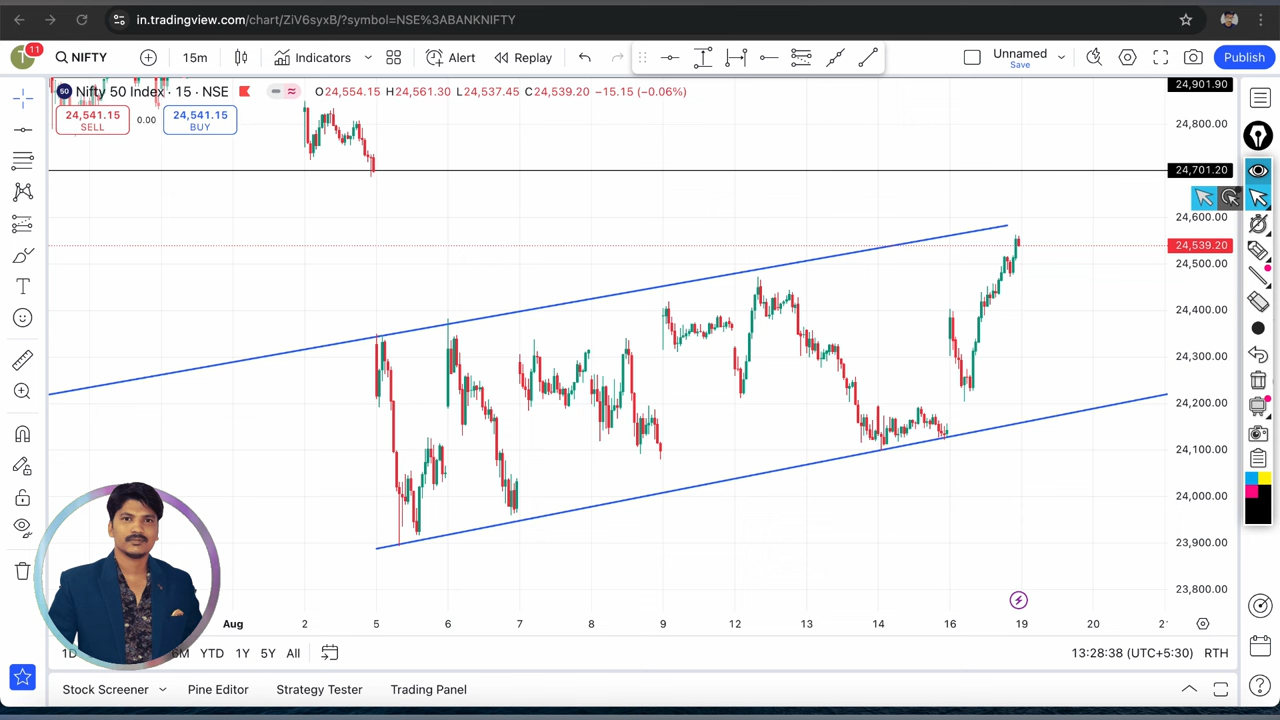 in.tradingview.com/chart/ZiV6syxB/?symbol=NSE%3ABANKNIFTY
T 11 NIFTY 15m Indicators Alert Replay Unnamed Save Publish
50 Nifty 50 Index · 15 · NSE O24,554.15 H24,561.30 L24,537.45 C24,539.20 −15.15 (−0.06%)
24,541.15 SELL 0.00 24,541.15 BUY
24,901.90
24,800.00
24,701.20
24,600.00
24,539.20
24,500.00
24,400.00
24,300.00
24,200.00
24,100.00
24,000.00
23,900.00
23,800.00
Aug 2 5 6 7 8 9 12 13 14 16 19 20
1D 6M YTD 1Y 5Y All 13:28:38 (UTC+5:30) RTH
Stock Screener Pine Editor Strategy Tester Trading Panel